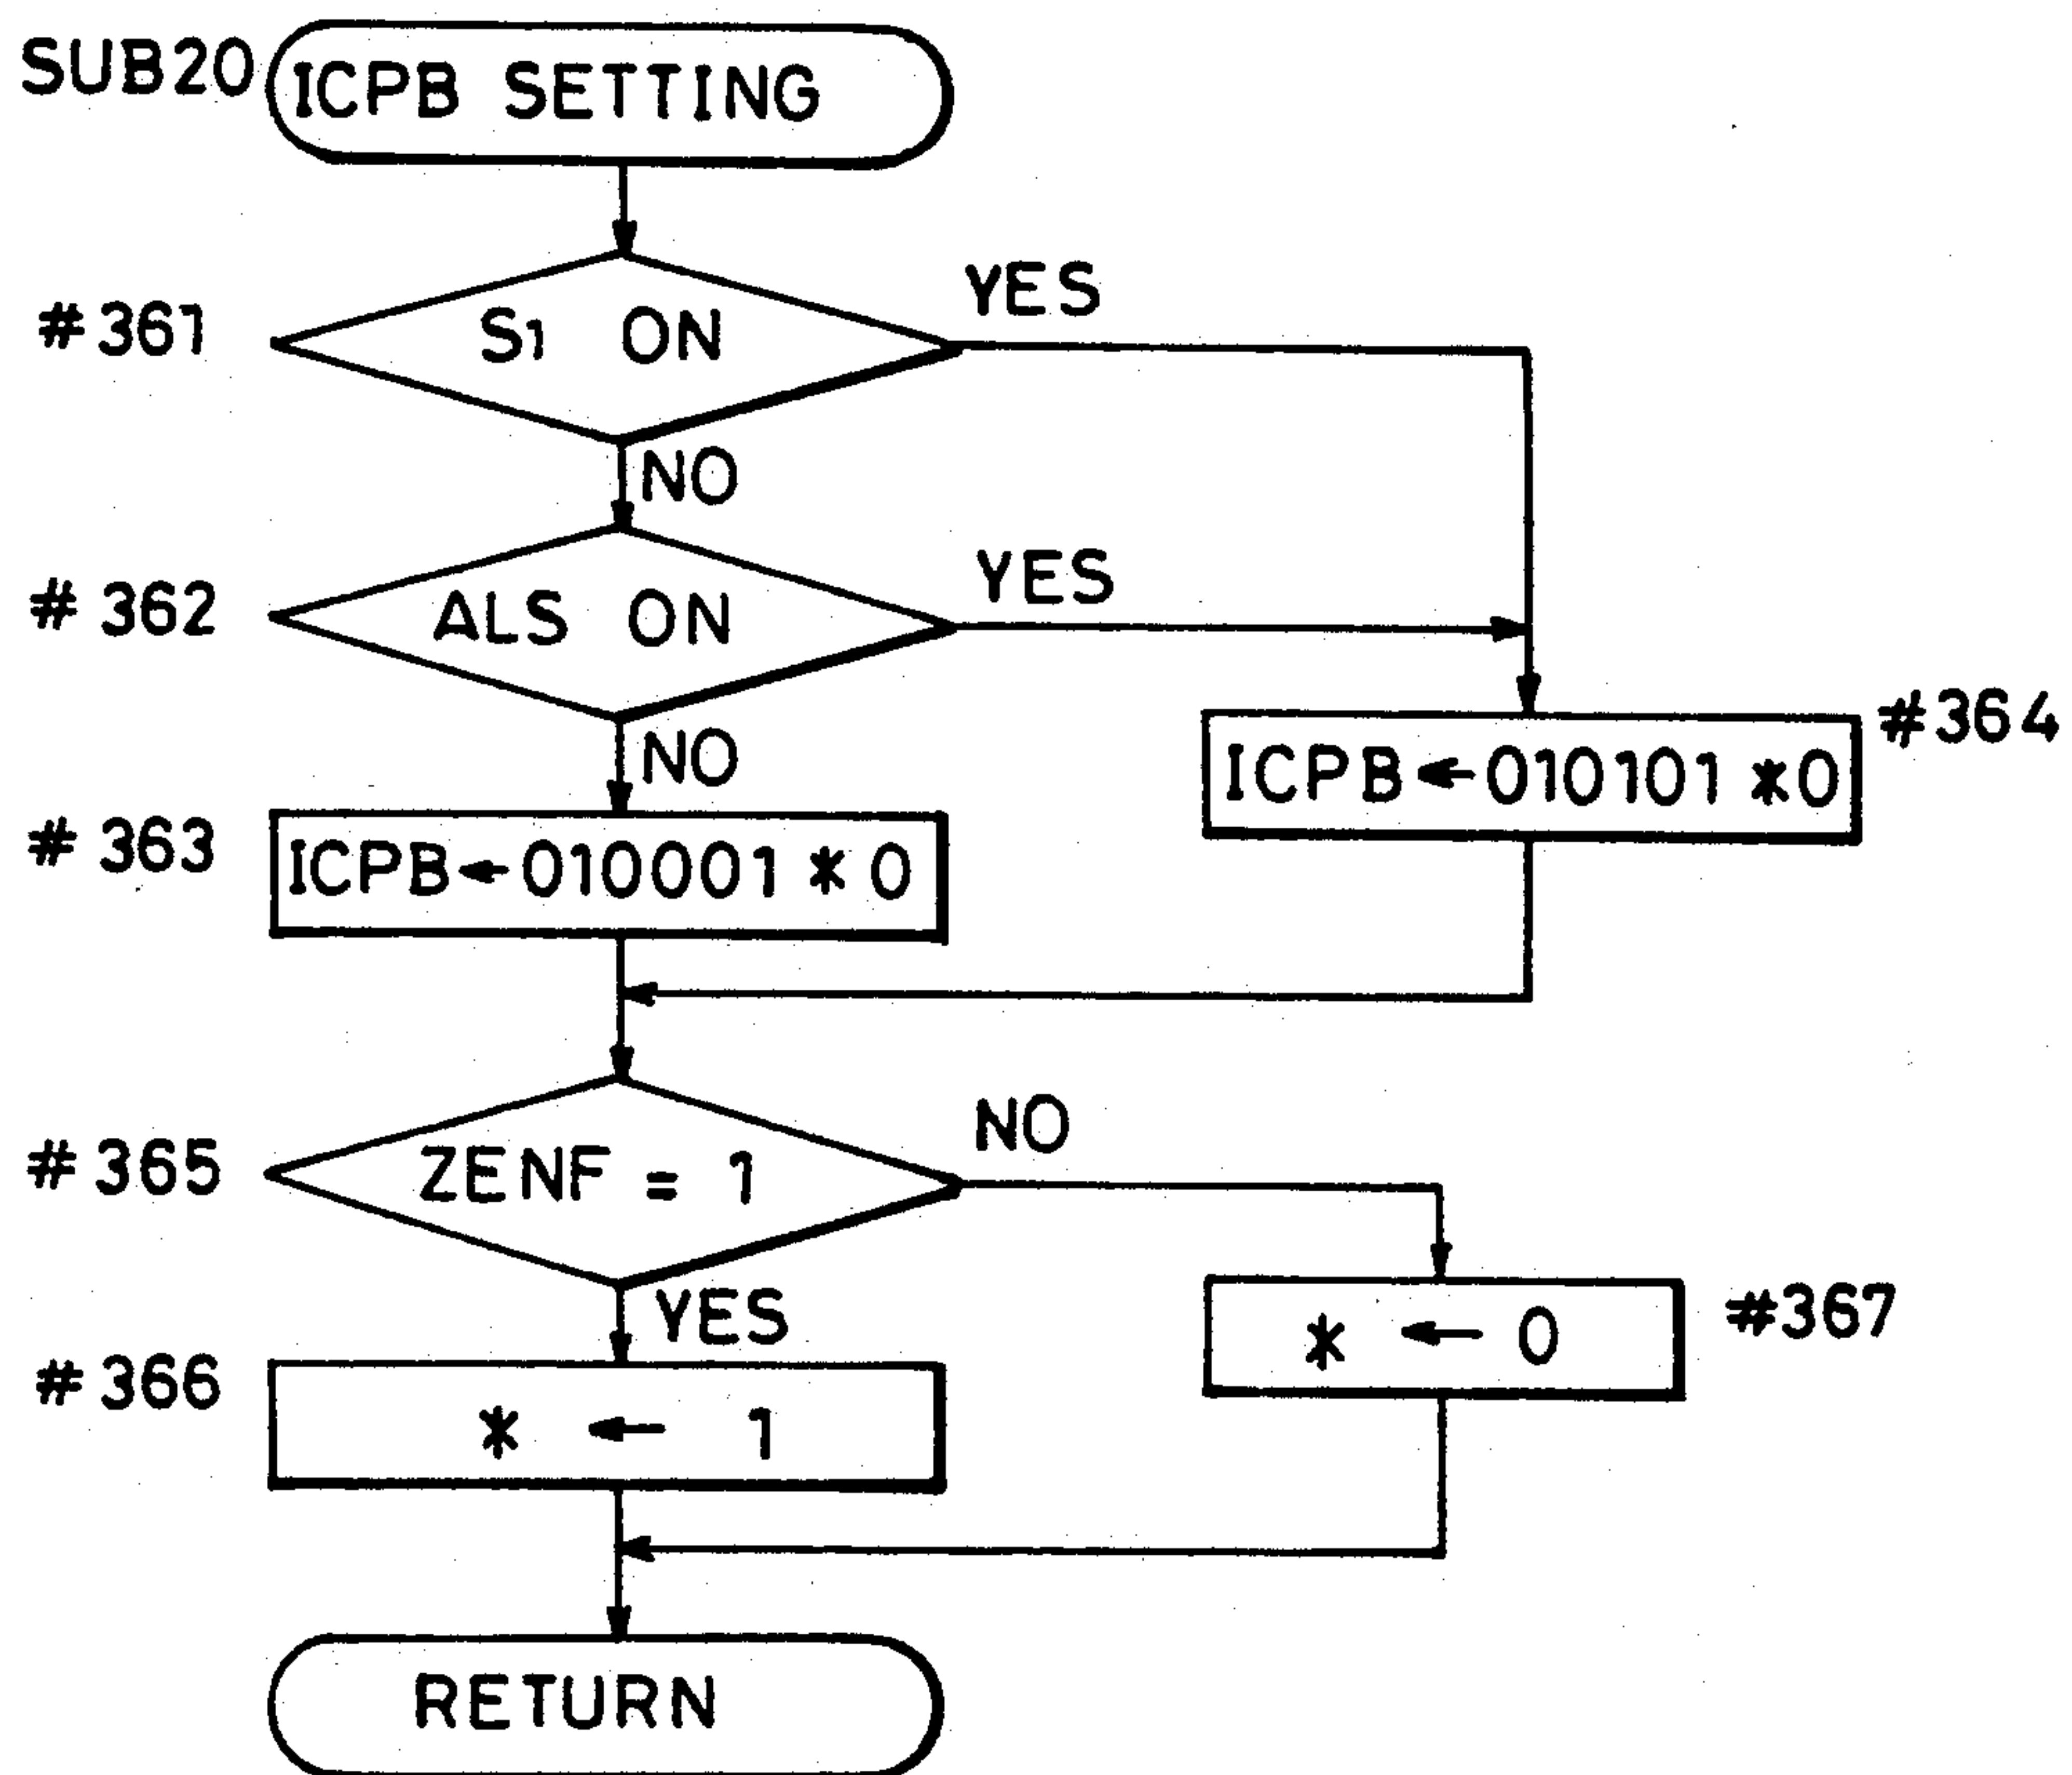 SUB20 ICPB SETTING
#361 S1 ON YES
NO
#362 ALS ON YES
NO
#364
ICPB←010101*0
#363 ICPB←010001*0
#365 ZENF = 1 NO
YES
#367
* ← 0
#366 * ← 1
RETURN